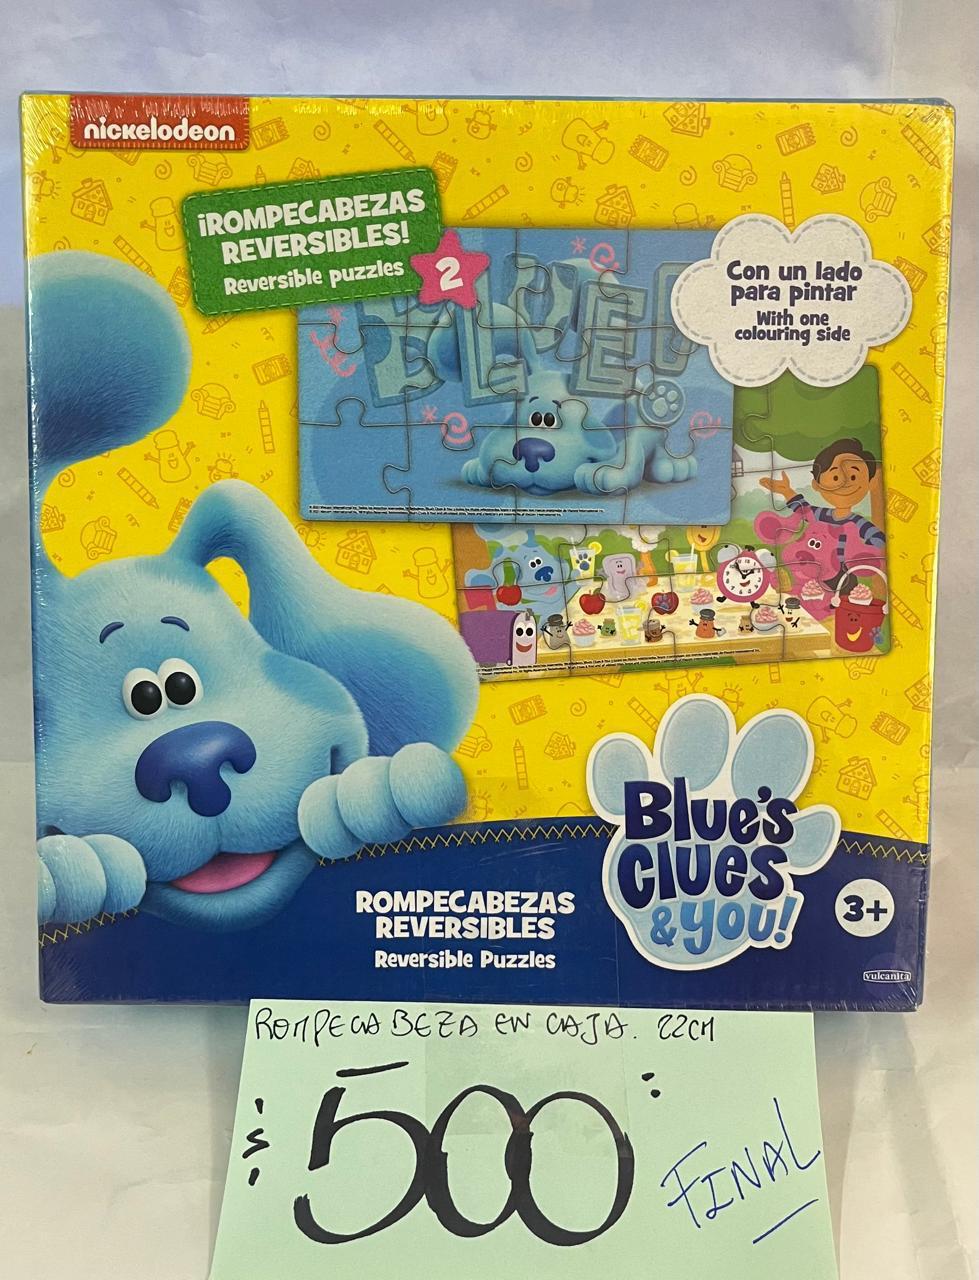 nickelodeon
¡ROMPECABEZAS
REVERSIBLES!
Reversible puzzles
2
Con un lado
para pintar
With one
colouring side
BLUE
Blue's
Clues
& you!
ROMPECABEZAS
REVERSIBLES
Reversible Puzzles
3+
vulcanita
ROMPECABEZA EN CAJA. 22CM
$ 500
FINAL